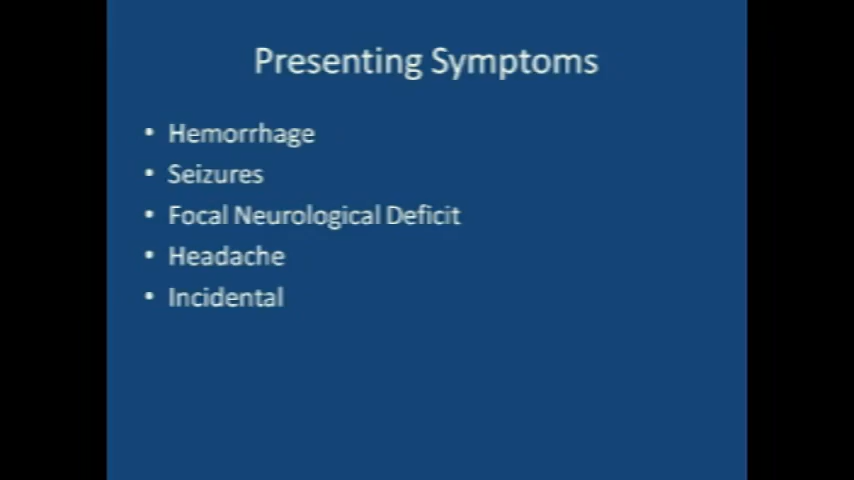 Presenting Symptoms
• Hemorrhage
• Seizures
• Focal Neurological Deficit
• Headache
• Incidental